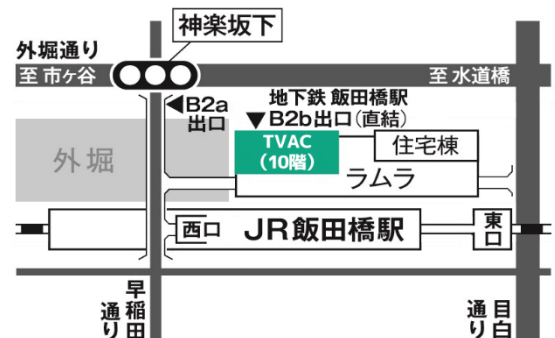 神楽坂下
外堀通り
至 市ヶ谷
至 水道橋
◀B2a
出口
地下鉄 飯田橋駅
▼B2b出口(直結)
TVAC
(10階)
住宅棟
外堀
ラムラ
西口
JR飯田橋駅
東口
早稲田通り
目白通り